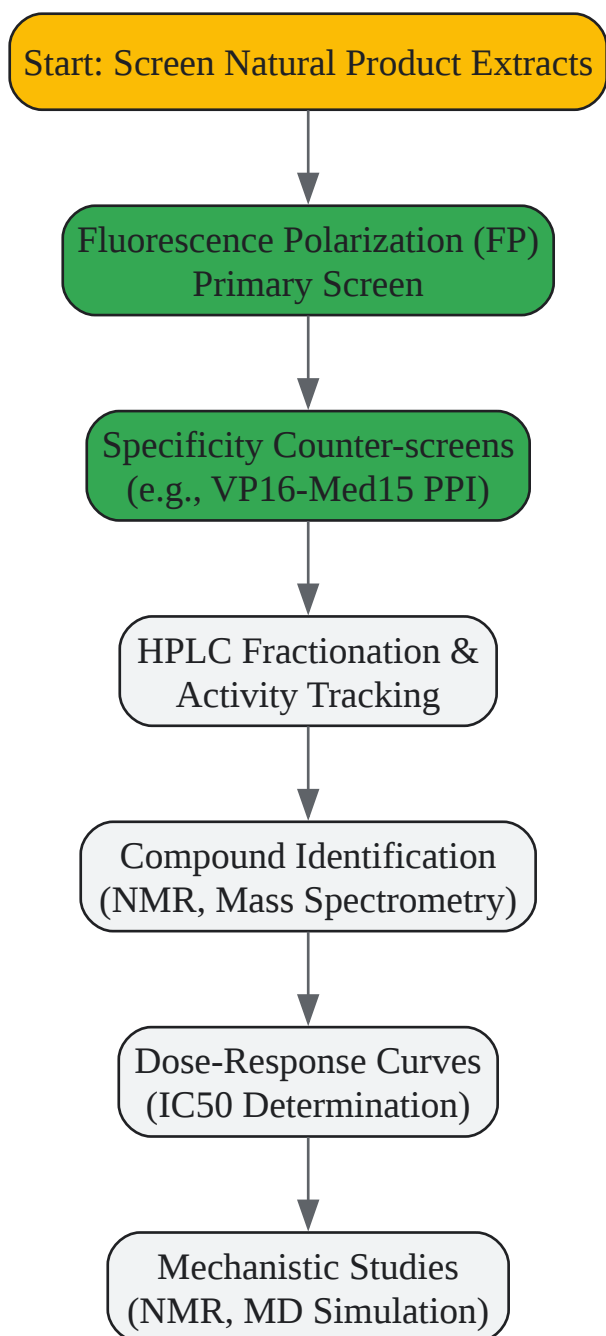 Start: Screen Natural Product Extracts
Fluorescence Polarization (FP)
Primary Screen
Specificity Counter-screens
(e.g., VP16-Med15 PPI)
HPLC Fractionation &
Activity Tracking
Compound Identification
(NMR, Mass Spectrometry)
Dose-Response Curves
(IC50 Determination)
Mechanistic Studies
(NMR, MD Simulation)